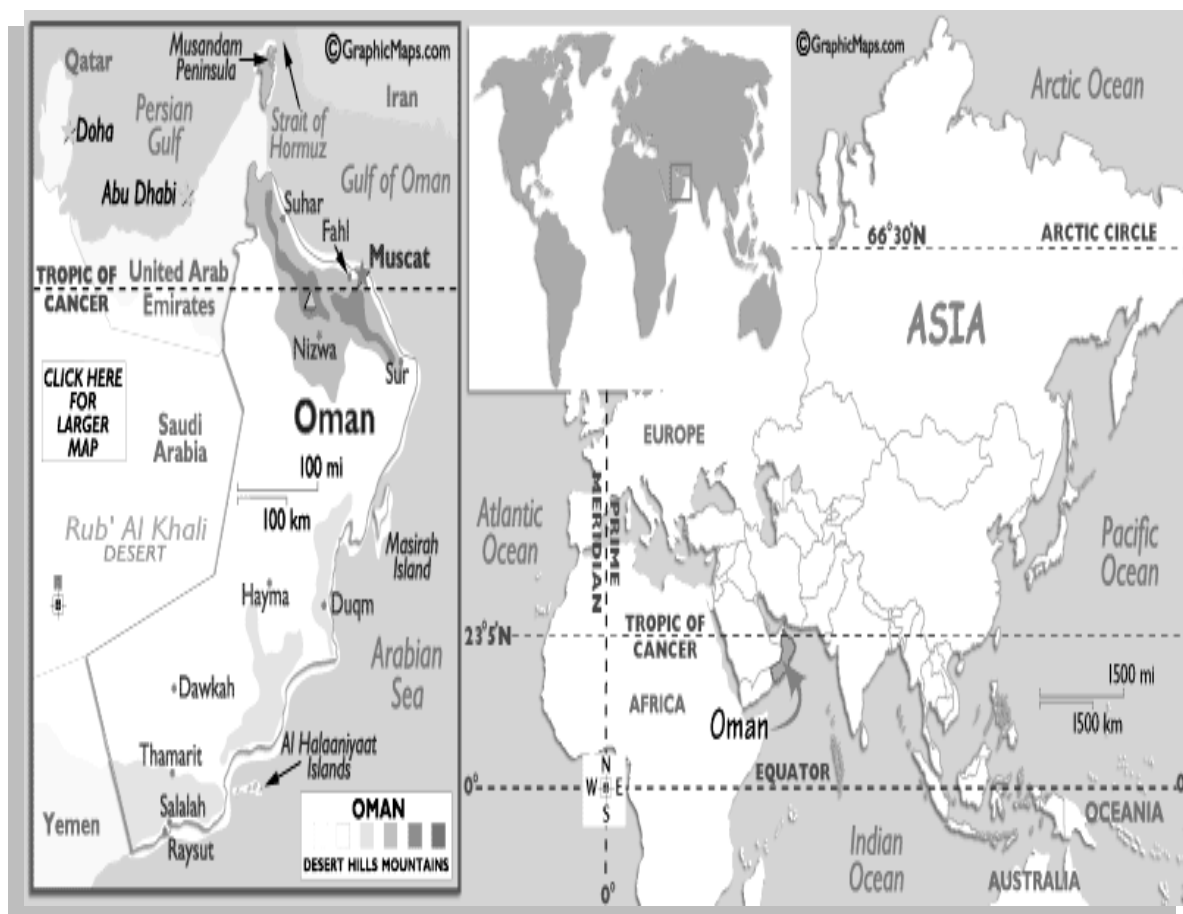 ©GraphicMaps.com
Musandam
Peninsula
Qatar
Iran
Persian
Gulf
Strait of
Hormuz
Doha
Abu Dhabi
Gulf of Oman
Suhar
Fahl
Muscat
TROPIC OF
CANCER
United Arab
Emirates
Nizwa
Sur
CLICK HERE
FOR
LARGER
MAP
Saudi
Arabia
Oman
100 mi
100 km
Rub' Al Khali
DESERT
Masirah
Island
Hayma
Duqm
Arabian
Sea
Dawkah
Thamarit
Al Halaaniyaat
Islands
Salalah
Yemen
Raysut
OMAN
DESERT HILLS MOUNTAINS
©GraphicMaps.com
Arctic Ocean
66°30'N
ARCTIC CIRCLE
ASIA
EUROPE
Atlantic
Ocean
PRIME
MERIDIAN
Pacific
Ocean
23°5'N
TROPIC OF
CANCER
AFRICA
Oman
1500 mi
1500 km
EQUATOR
0°
N
W E
S
0
OCEANIA
Indian
Ocean
AUSTRALIA
0°